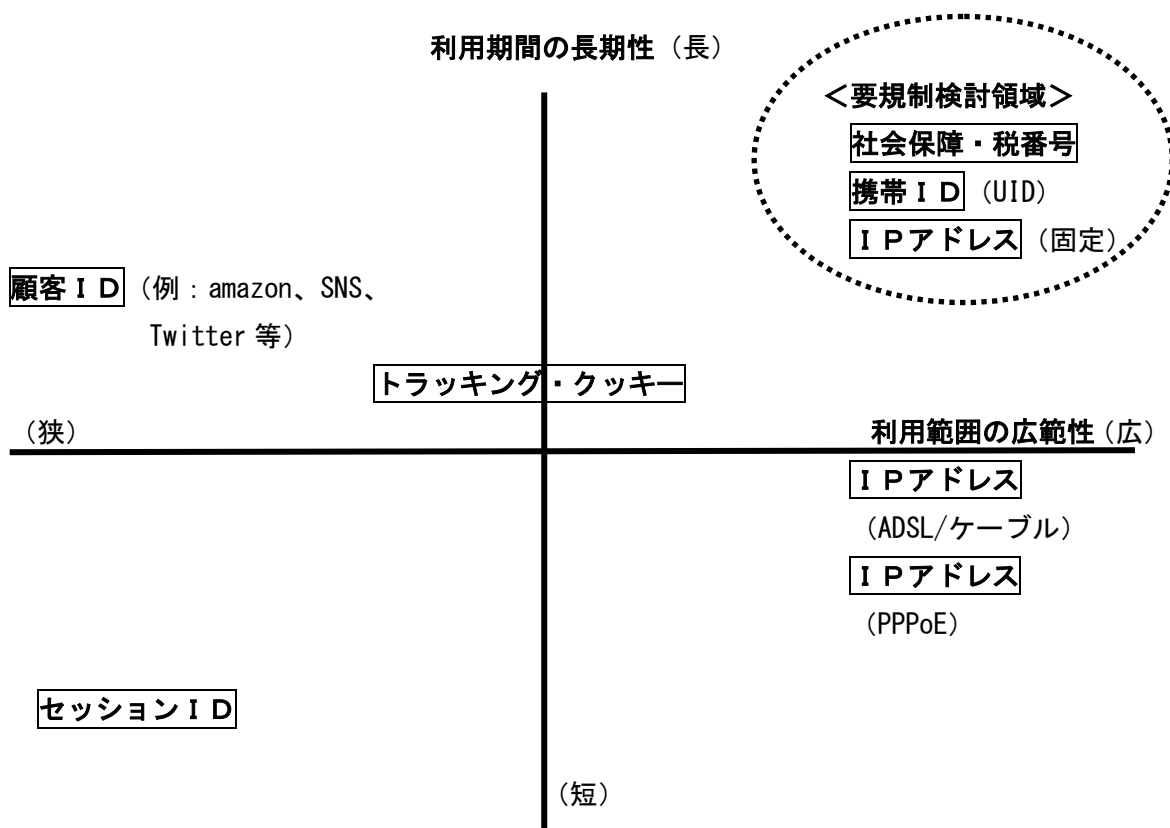 利用期間の長期性（長）
＜要規制検討領域＞
社会保障・税番号
携帯ＩＤ（UID）
ＩＰアドレス（固定）
顧客ＩＤ（例：amazon、SNS、
Twitter 等）
トラッキング・クッキー
（狭）
利用範囲の広範性（広）
ＩＰアドレス
（ADSL/ケーブル）
ＩＰアドレス
（PPPoE）
セッションＩＤ
（短）